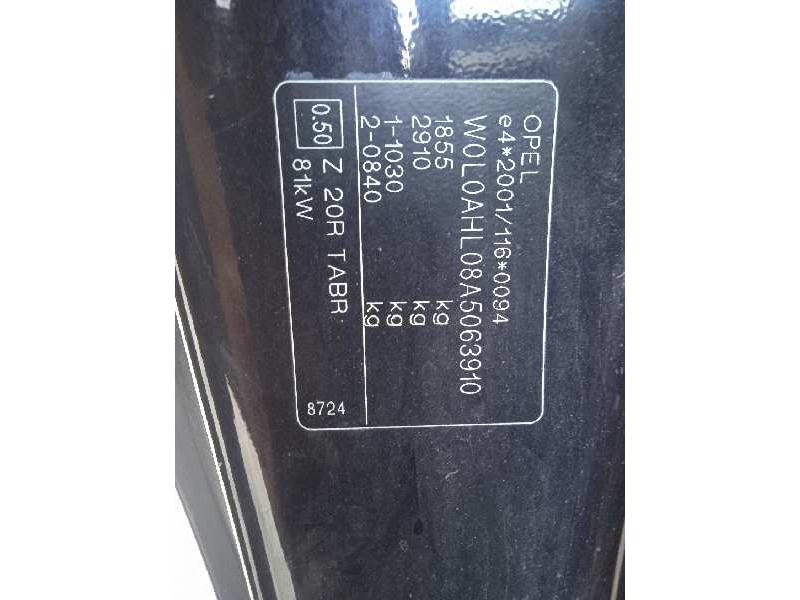 OPEL
e4*2001/116*0094
W0L0AHL08A5063910
1855 kg
2910 kg
1-1030 kg
2-0840 kg
0.50 Z 20R TABR
81kW
8724